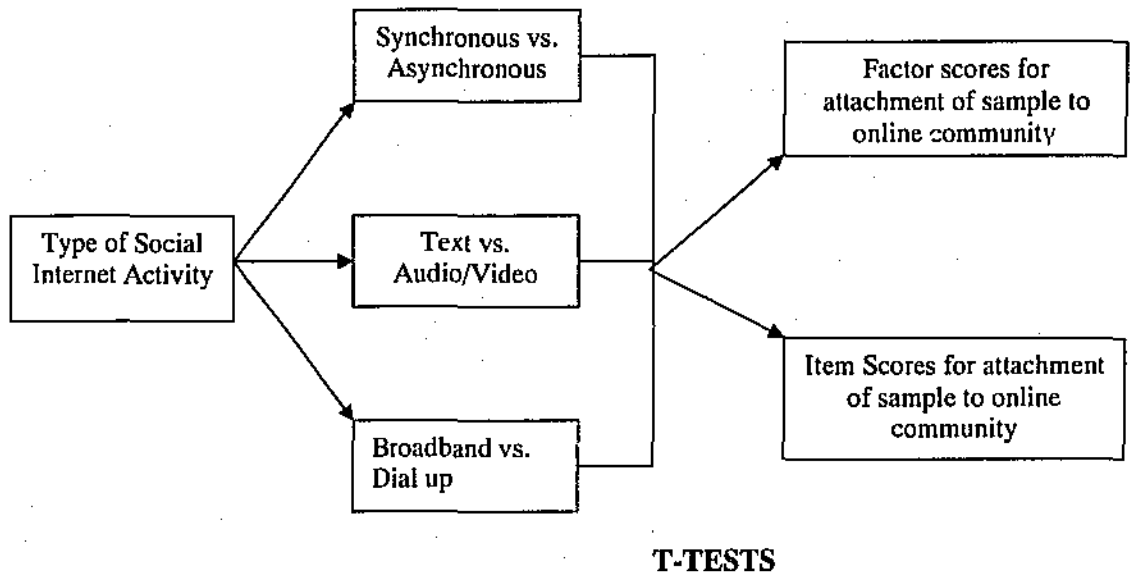 Synchronous vs.
Asynchronous
Factor scores for
attachment of sample to
online community
Type of Social
Internet Activity
Text vs.
Audio/Video
Item Scores for attachment
of sample to online
community
Broadband vs.
Dial up
T-TESTS